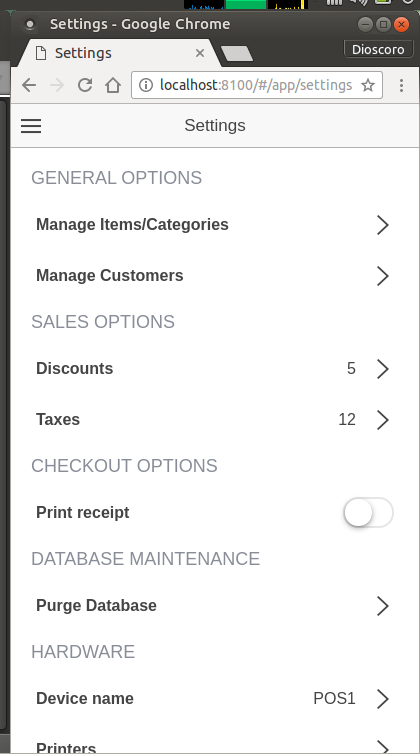 Settings - Google Chrome
Settings
Dioscoro
localhost:8100/#/app/settings
Settings
GENERAL OPTIONS
Manage Items/Categories
Manage Customers
SALES OPTIONS
Discounts 5
Taxes 12
CHECKOUT OPTIONS
Print receipt
DATABASE MAINTENANCE
Purge Database
HARDWARE
Device name POS1
Printers